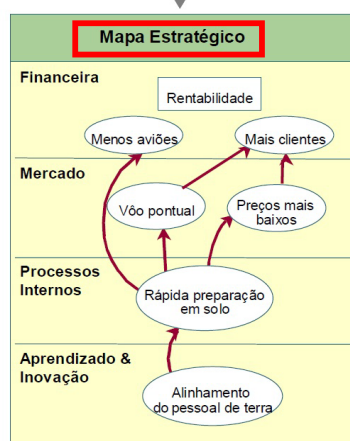 Mapa Estratégico
Financeira
Rentabilidade
Menos aviões
Mais clientes
Mercado
Vôo pontual
Preços mais
baixos
Processos
Internos
Rápida preparação
em solo
Aprendizado &
Inovação
Alinhamento
do pessoal de terra